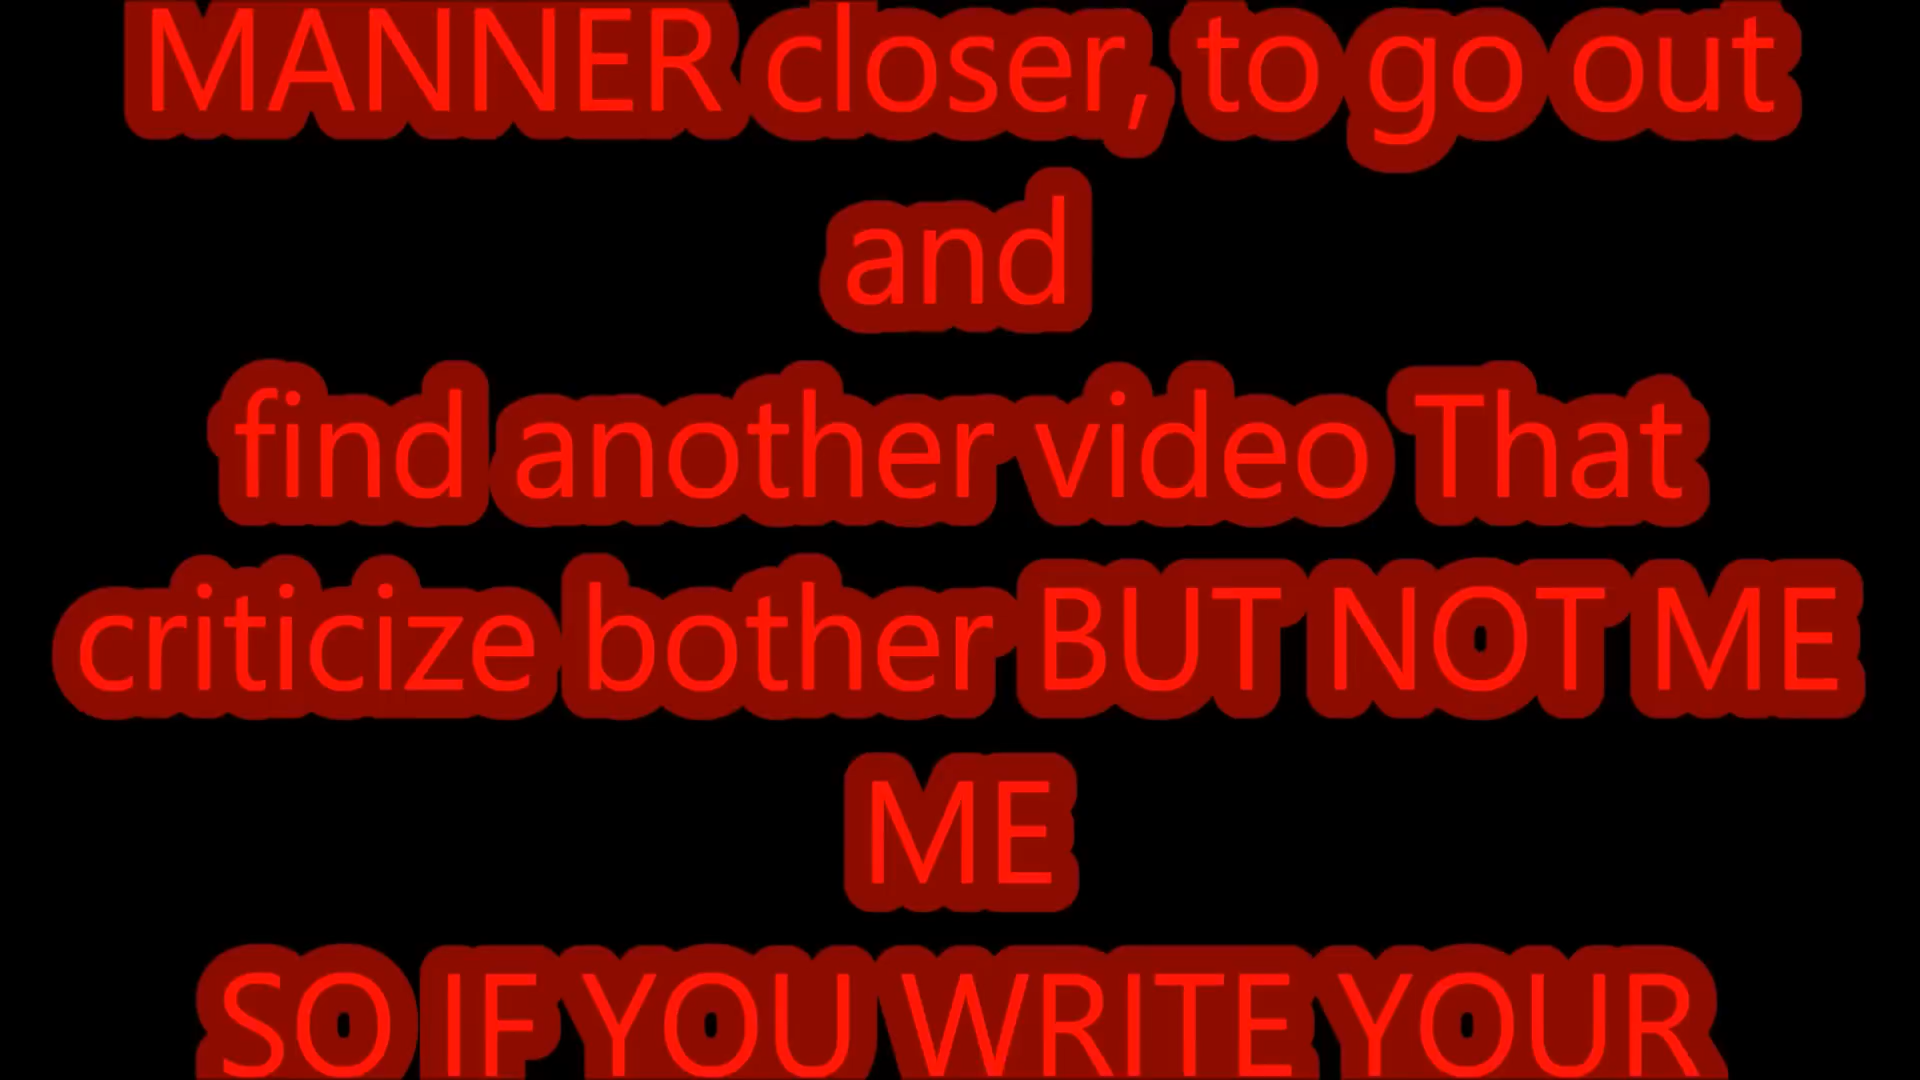 MANNER closer, to go out
and
find another video That
criticize bother BUT NOT ME
ME
SO IF YOU WRITE YOUR